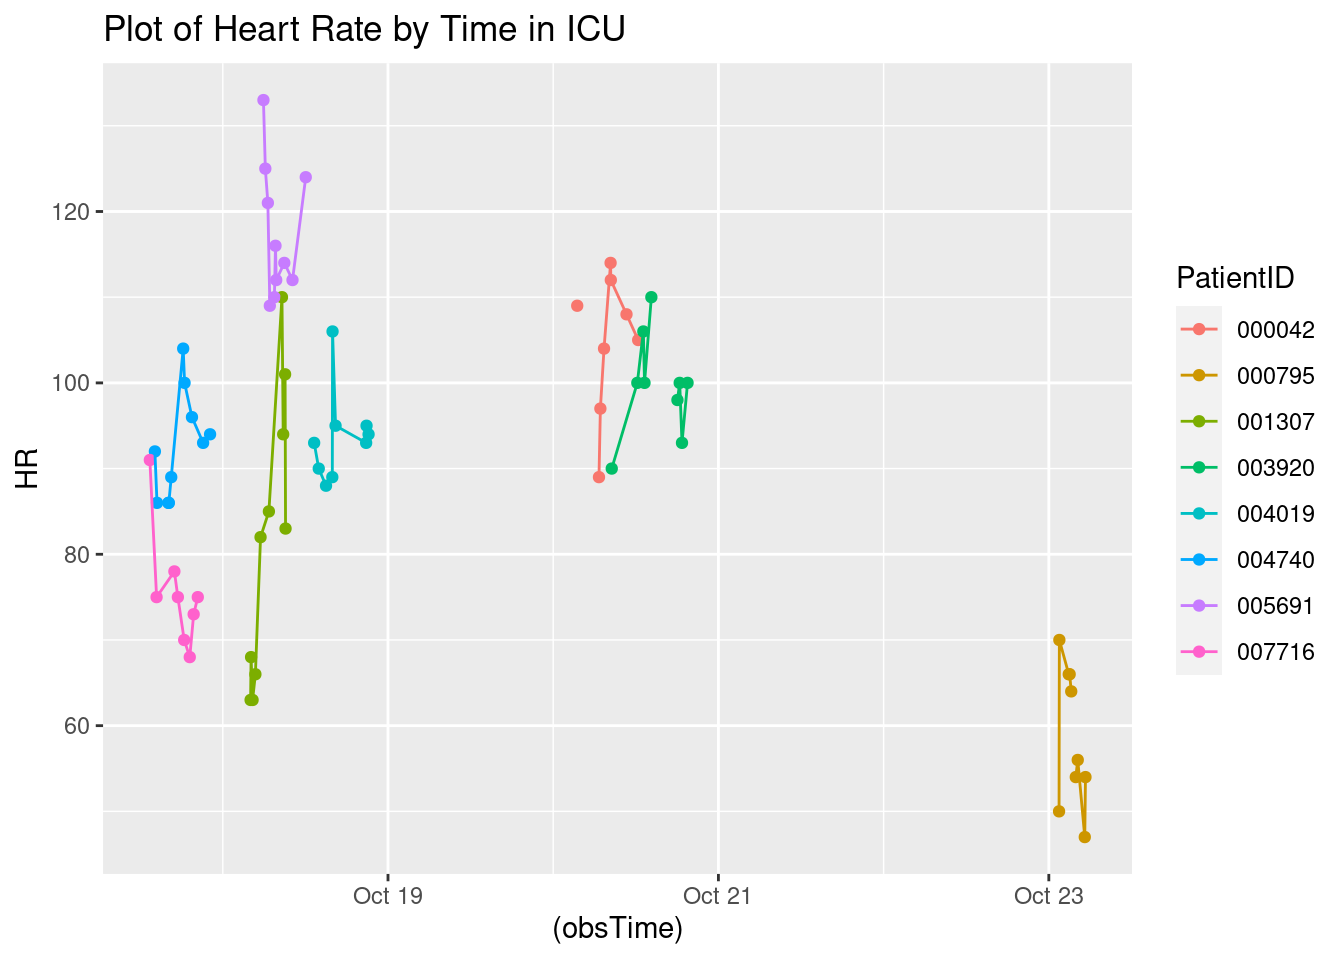 Plot of Heart Rate by Time in ICU
120
100
80
60
HR
Oct 19
Oct 21
Oct 23
(obsTime)
PatientID
000042
000795
001307
003920
004019
004740
005691
007716